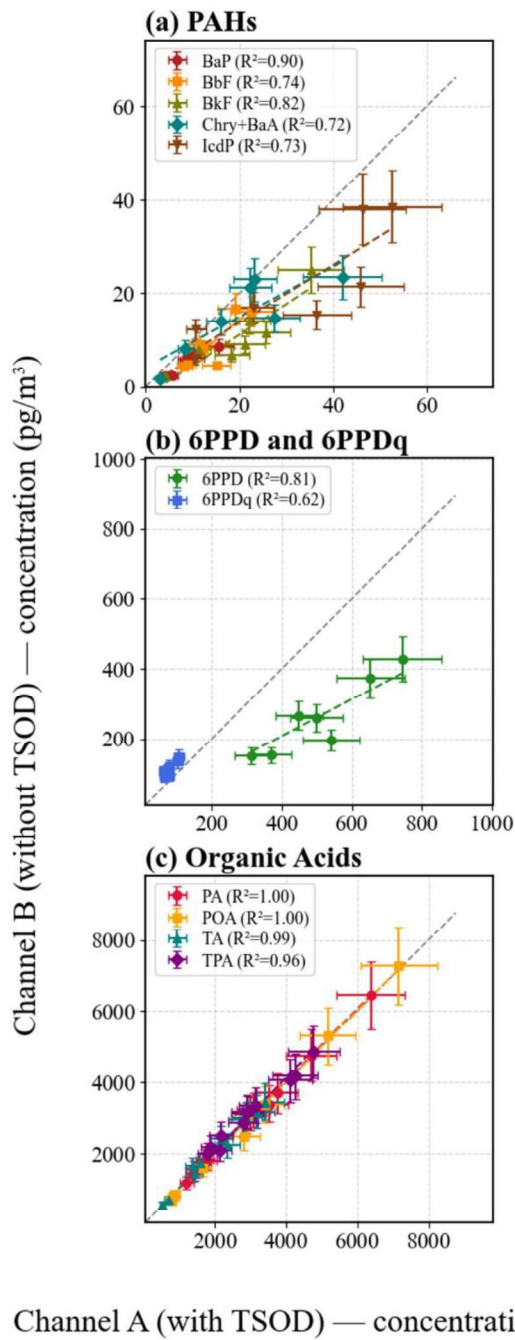 (a) PAHs
BaP (R²=0.90)
BbF (R²=0.74)
BkF (R²=0.82)
Chry+BaA (R²=0.72)
IcdP (R²=0.73)
60
40
20
0
0
20
40
60
(b) 6PPD and 6PPDq
6PPD (R²=0.81)
6PPDq (R²=0.62)
1000
800
600
400
200
200
400
600
800
1000
(c) Organic Acids
PA (R²=1.00)
POA (R²=1.00)
TA (R²=0.99)
TPA (R²=0.96)
8000
6000
4000
2000
2000
4000
6000
8000
Channel B (without TSOD) — concentration (pg/m³)
Channel A (with TSOD) — concentrati